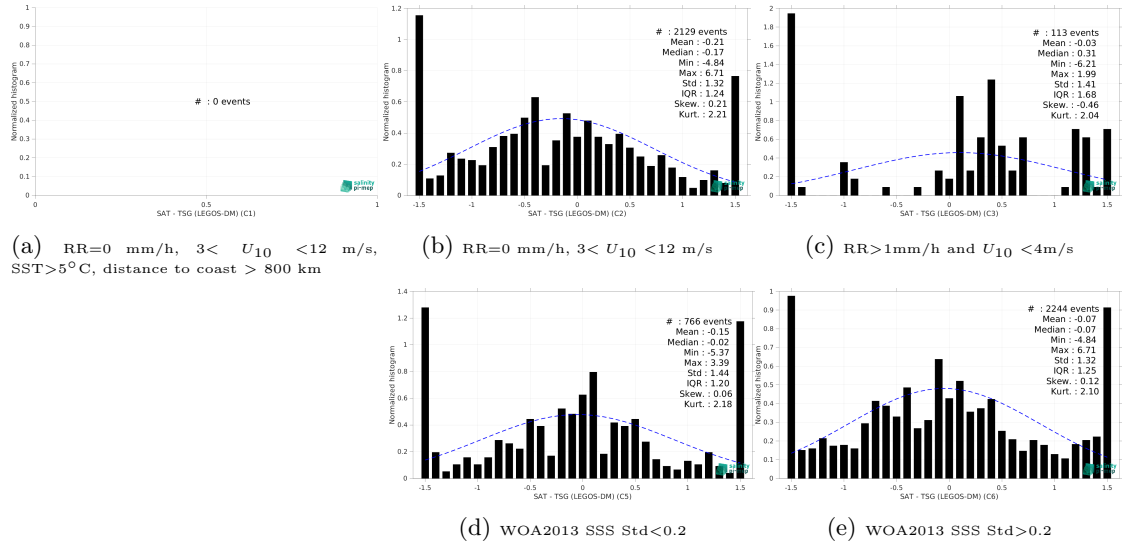 Normalized histogram
1
0.9
0.8
0.7
0.6
0.5
0.4
0.3
0.2
0.1
0
# : 0 events
salinity
pi-mep
0 0.5 1
SAT - TSG (LEGOS-DM) (C1)
(a) RR=0 mm/h, 3< U10 <12 m/s,
SST>5°C, distance to coast > 800 km
Normalized histogram
1.2
1
0.8
0.6
0.4
0.2
0
# : 2129 events
Mean : -0.21
Median : -0.17
Min : -4.84
Max : 6.71
Std : 1.32
IQR : 1.24
Skew. : 0.21
Kurt. : 2.21
salinity
pi-mep
-1.5 -1 -0.5 0 0.5 1 1.5
SAT - TSG (LEGOS-DM) (C2)
(b) RR=0 mm/h, 3< U10 <12 m/s
Normalized histogram
2
1.8
1.6
1.4
1.2
1
0.8
0.6
0.4
0.2
0
# : 113 events
Mean : -0.03
Median : 0.31
Min : -6.21
Max : 1.99
Std : 1.41
IQR : 1.68
Skew. : -0.46
Kurt. : 2.04
salinity
pi-mep
-1.5 -1 -0.5 0 0.5 1 1.5
SAT - TSG (LEGOS-DM) (C3)
(c) RR>1mm/h and U10 <4m/s
Normalized histogram
1.4
1.2
1
0.8
0.6
0.4
0.2
0
# : 766 events
Mean : -0.15
Median : -0.02
Min : -5.37
Max : 3.39
Std : 1.44
IQR : 1.20
Skew. : 0.06
Kurt. : 2.18
salinity
pi-mep
-1.5 -1 -0.5 0 0.5 1 1.5
SAT - TSG (LEGOS-DM) (C5)
(d) WOA2013 SSS Std<0.2
Normalized histogram
1
0.9
0.8
0.7
0.6
0.5
0.4
0.3
0.2
0.1
0
# : 2244 events
Mean : -0.07
Median : -0.07
Min : -4.84
Max : 6.71
Std : 1.32
IQR : 1.25
Skew. : 0.12
Kurt. : 2.10
salinity
pi-mep
-1.5 -1 -0.5 0 0.5 1 1.5
SAT - TSG (LEGOS-DM) (C6)
(e) WOA2013 SSS Std>0.2